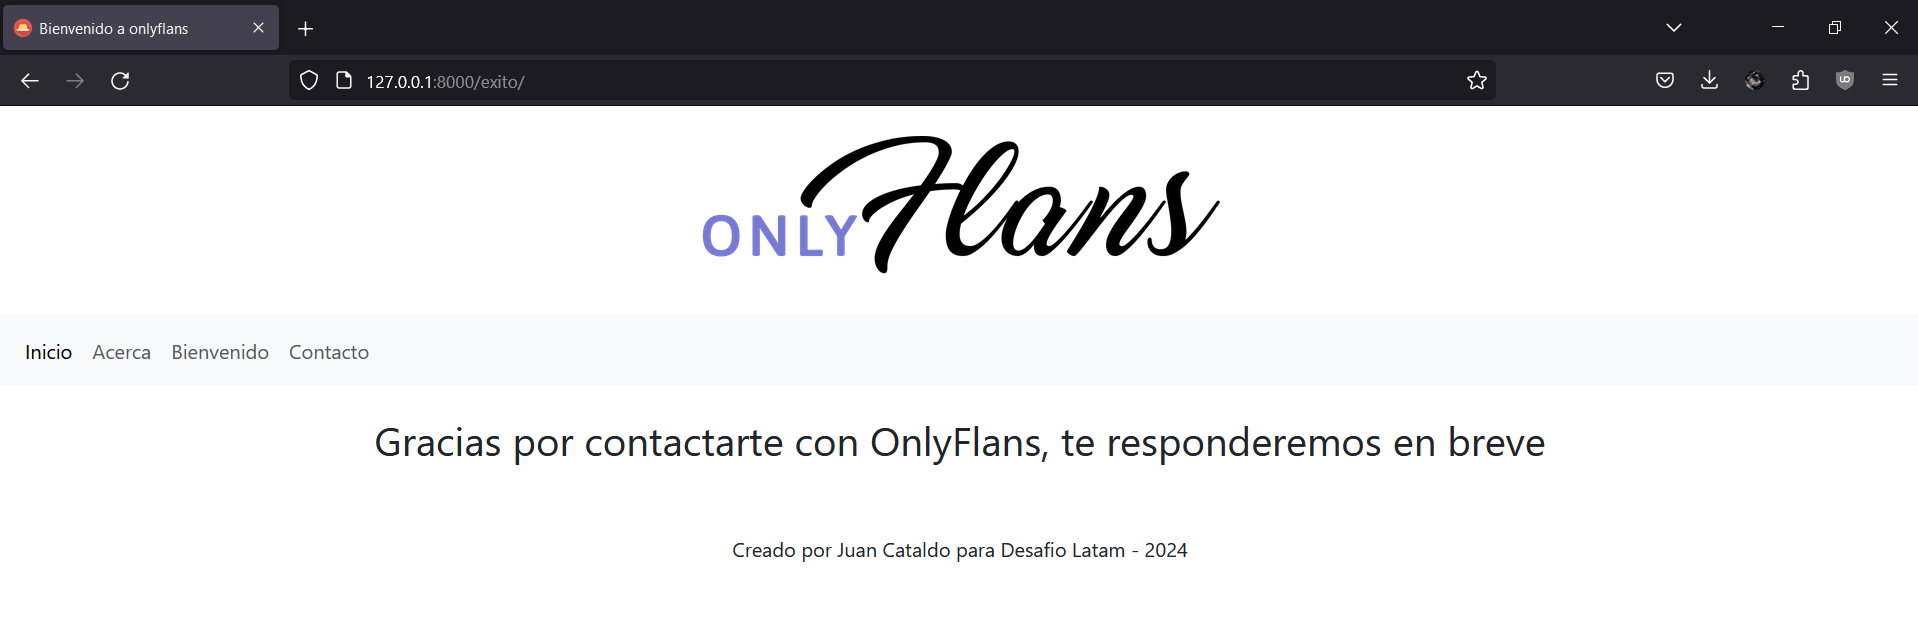 Bienvenido a onlyflans
127.0.0.1:8000/exito/
ONLY Flans
Inicio Acerca Bienvenido Contacto
Gracias por contactarte con OnlyFlans, te responderemos en breve
Creado por Juan Cataldo para Desafio Latam - 2024